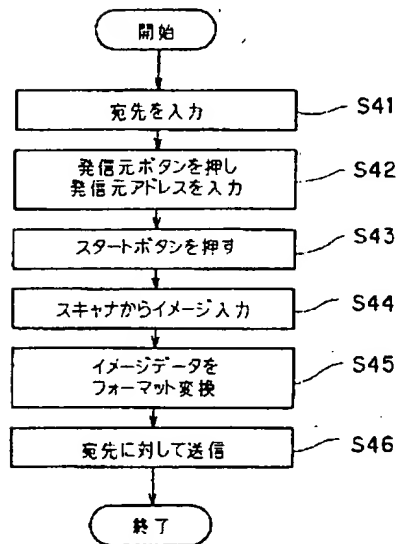 開始
宛先を入力
S41
発信元ボタンを押し
発信元アドレスを入力
S42
スタートボタンを押す
S43
スキャナからイメージ入力
S44
イメージデータを
フォーマット変換
S45
宛先に対して送信
S46
終了